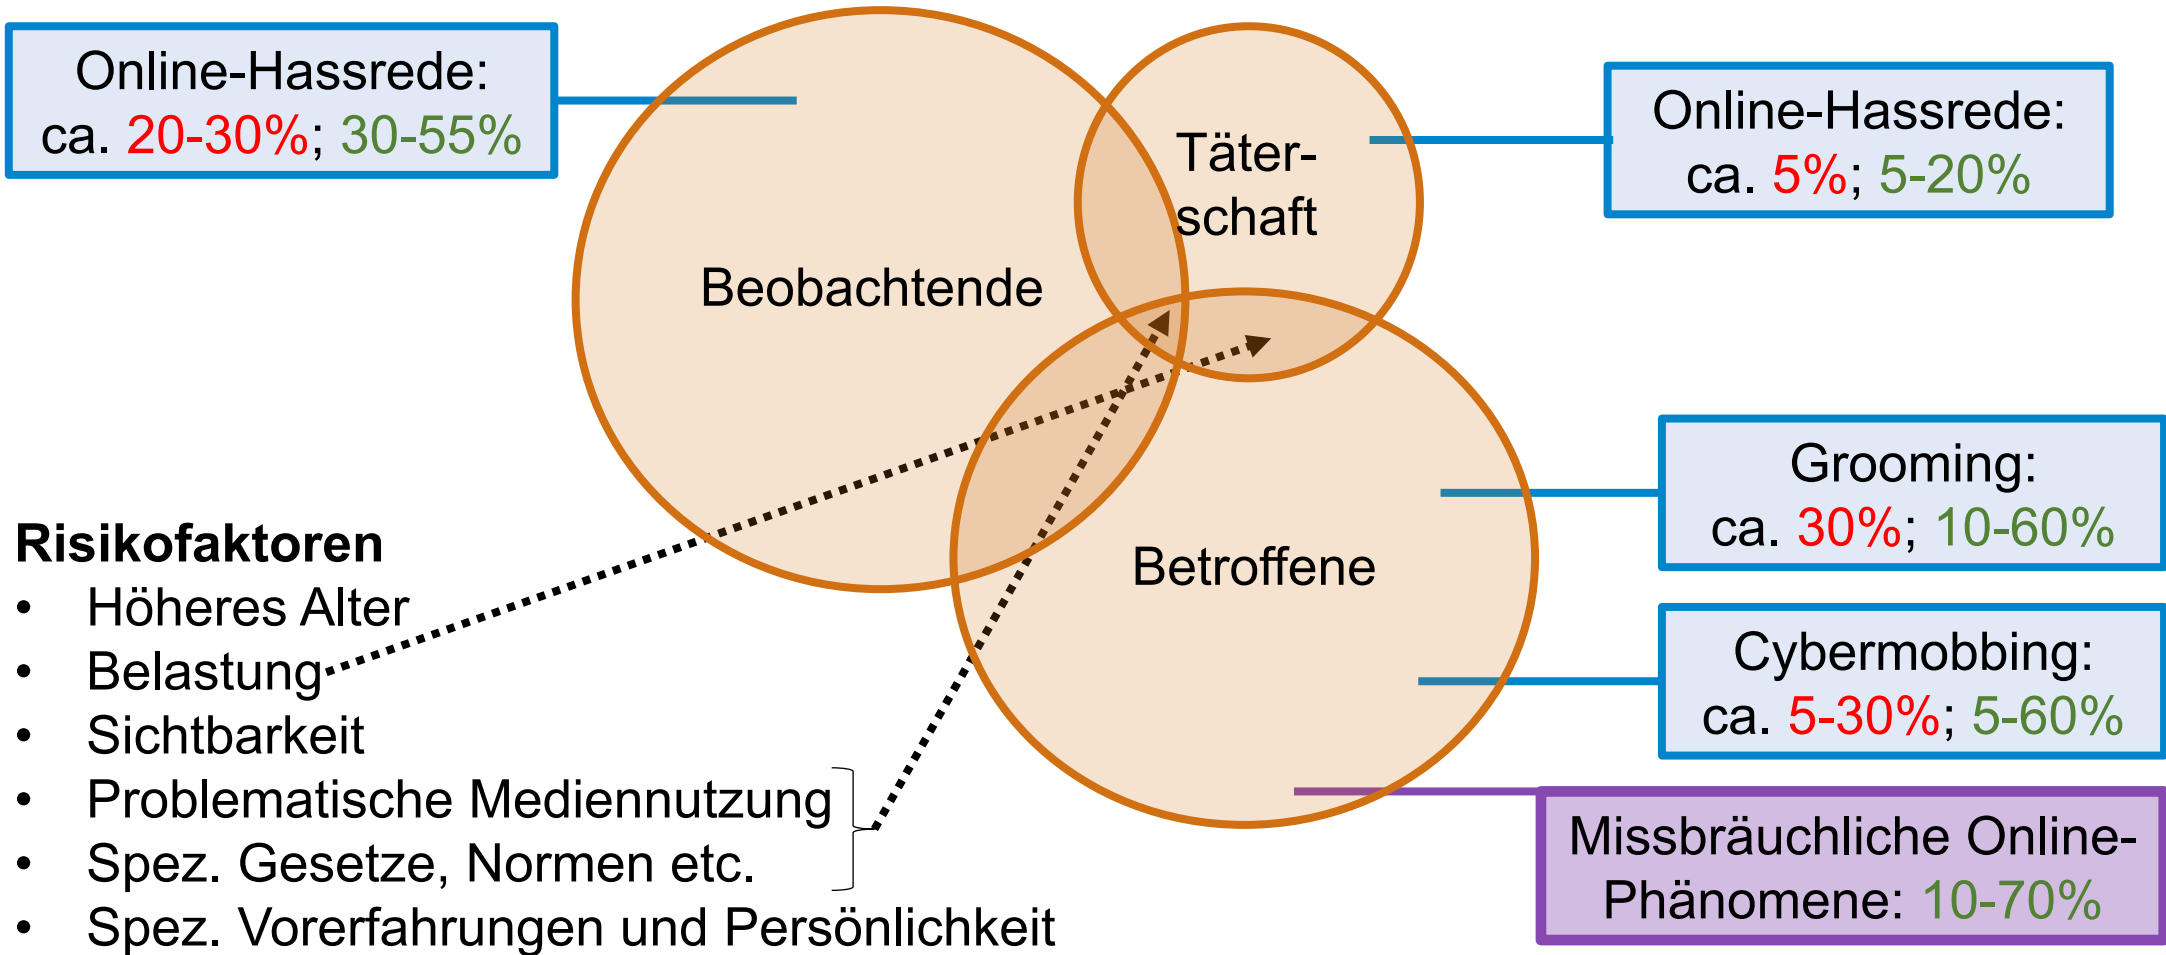 Online-Hassrede:
ca. 20-30%; 30-55%
Täter-
schaft
Online-Hassrede:
ca. 5%; 5-20%
Beobachtende
Grooming:
ca. 30%; 10-60%
Betroffene
Cybermobbing:
ca. 5-30%; 5-60%
Missbräuchliche Online-
Phänomene: 10-70%
Risikofaktoren
• Höheres Alter
• Belastung
• Sichtbarkeit
• Problematische Mediennutzung
• Spez. Gesetze, Normen etc.
• Spez. Vorerfahrungen und Persönlichkeit